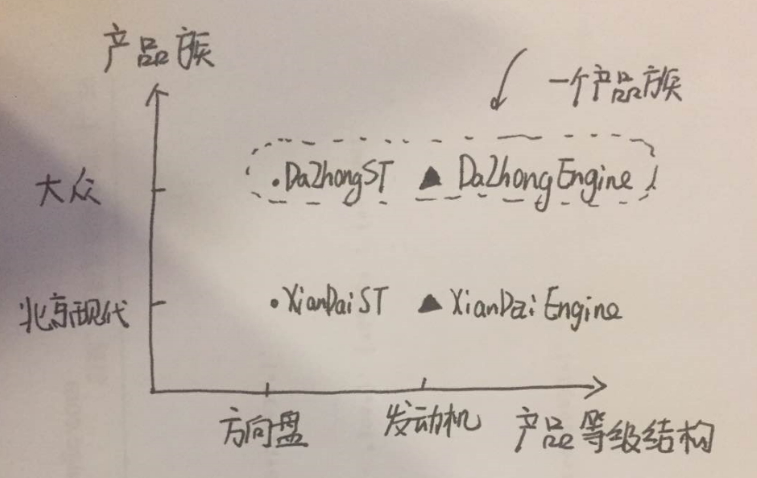 产品族
一个产品族
大众 DaZhongST DaZhongEngine
北京现代 XianDaiST XianDaiEngine
方向盘 发动机 产品等级结构